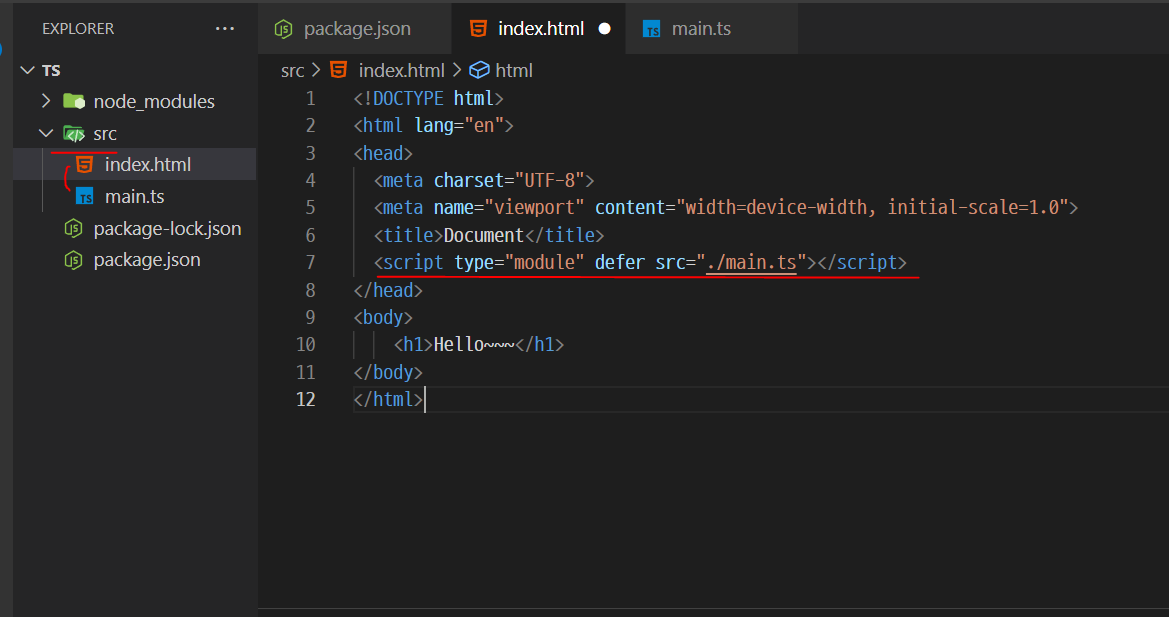 EXPLORER ···
package.json
index.html
TS main.ts
TS
node_modules
src
index.html
TS main.ts
package-lock.json
package.json
src > index.html > html
1 <!DOCTYPE html>
2 <html lang="en">
3 <head>
4 <meta charset="UTF-8">
5 <meta name="viewport" content="width=device-width, initial-scale=1.0">
6 <title>Document</title>
7 <script type="module" defer src="./main.ts"></script>
8 </head>
9 <body>
10 <h1>Hello~~~</h1>
11 </body>
12 </html>